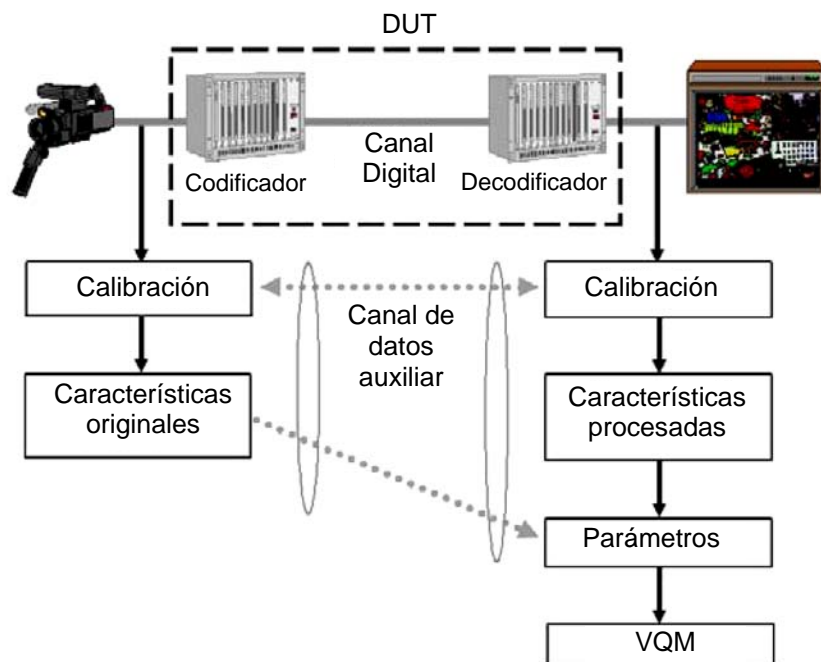 DUT
Codificador
Canal
Digital
Decodificador
Calibración
Calibración
Canal de
datos
auxiliar
Características
originales
Características
procesadas
Parámetros
VQM